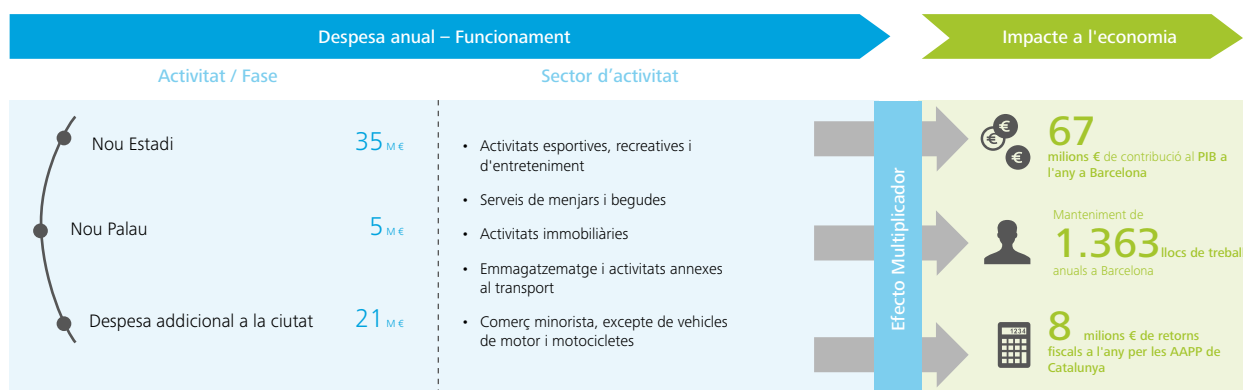 Despesa anual – Funcionament
Impacte a l'economia
Activitat / Fase
Sector d'activitat
Nou Estadi
35 M €
Nou Palau
5 M €
Despesa addicional a la ciutat
21 M €
• Activitats esportives, recreatives i
d'entreteniment
• Serveis de menjars i begudes
• Activitats immobiliàries
• Emmagatzematge i activitats annexes
al transport
• Comerç minorista, excepte de vehicles
de motor i motocicletes
Efecto Multiplicador
€
€
€
67
milions € de contribució al PIB a
l'any a Barcelona
Manteniment de
1.363 llocs de treball
anuals a Barcelona
1234
8 milions € de retorns
fiscals a l'any per les AAPP de
Catalunya